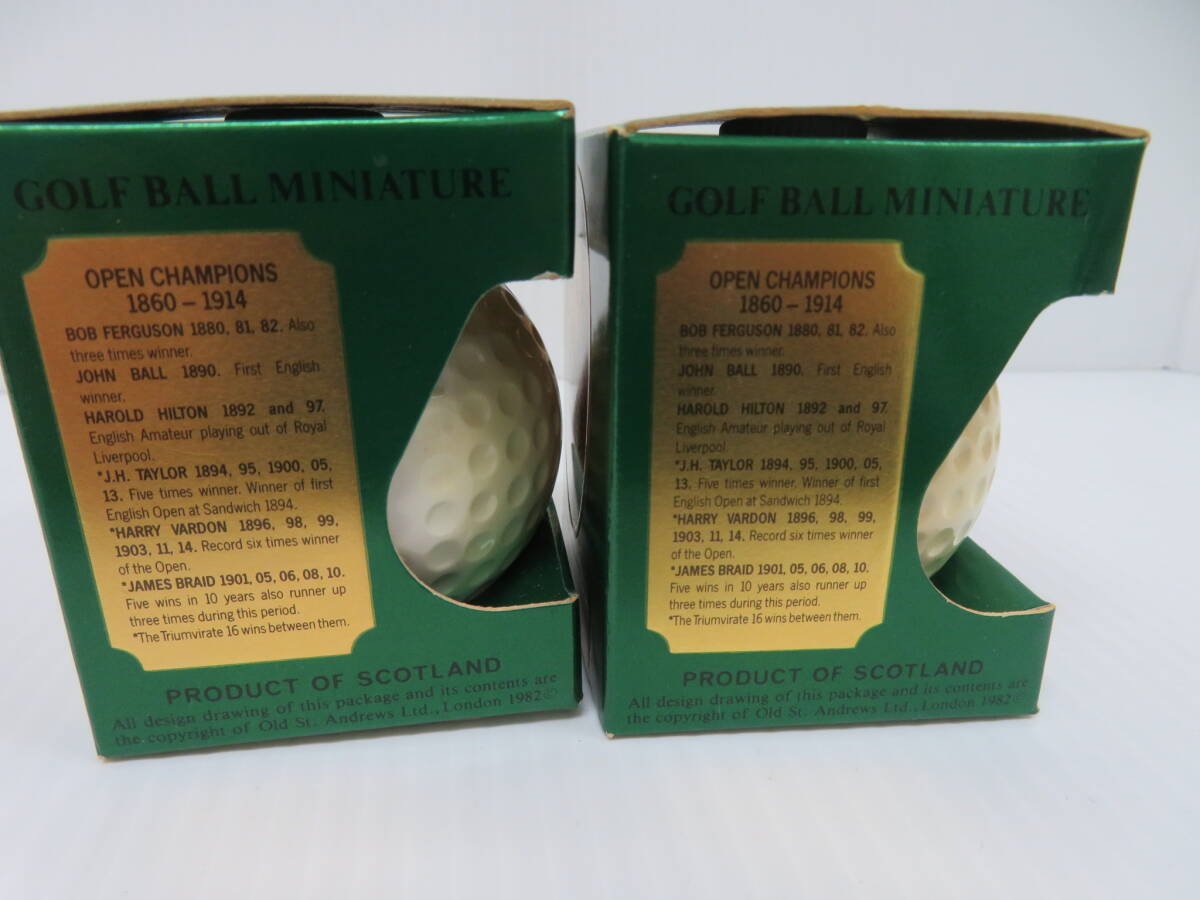 GOLF BALL MINIATURE
OPEN CHAMPIONS
1860 – 1914
BOB FERGUSON 1880, 81, 82. Also
three times winner.
JOHN BALL 1890. First English
winner.
HAROLD HILTON 1892 and 97.
English Amateur playing out of Royal
Liverpool.
*J.H. TAYLOR 1894, 95, 1900, 05,
13. Five times winner. Winner of first
English Open at Sandwich 1894.
*HARRY VARDON 1896, 98, 99,
1903, 11, 14. Record six times winner
of the Open.
*JAMES BRAID 1901, 05, 06, 08, 10.
Five wins in 10 years also runner up
three times during this period.
*The Triumvirate 16 wins between them.
PRODUCT OF SCOTLAND
All design drawing of this package and its contents are
the copyright of Old St. Andrews Ltd., London 1982©
GOLF BALL MINIATURE
OPEN CHAMPIONS
1860 – 1914
BOB FERGUSON 1880, 81, 82. Also
three times winner.
JOHN BALL 1890. First English
winner.
HAROLD HILTON 1892 and 97.
English Amateur playing out of Royal
Liverpool.
*J.H. TAYLOR 1894, 95, 1900, 05,
13. Five times winner. Winner of first
English Open at Sandwich 1894.
*HARRY VARDON 1896, 98, 99,
1903, 11, 14. Record six times winner
of the Open.
*JAMES BRAID 1901, 05, 06, 08, 10.
Five wins in 10 years also runner up
three times during this period.
*The Triumvirate 16 wins between them.
PRODUCT OF SCOTLAND
All design drawing of this package and its contents are
the copyright of Old St. Andrews Ltd., London 1982©